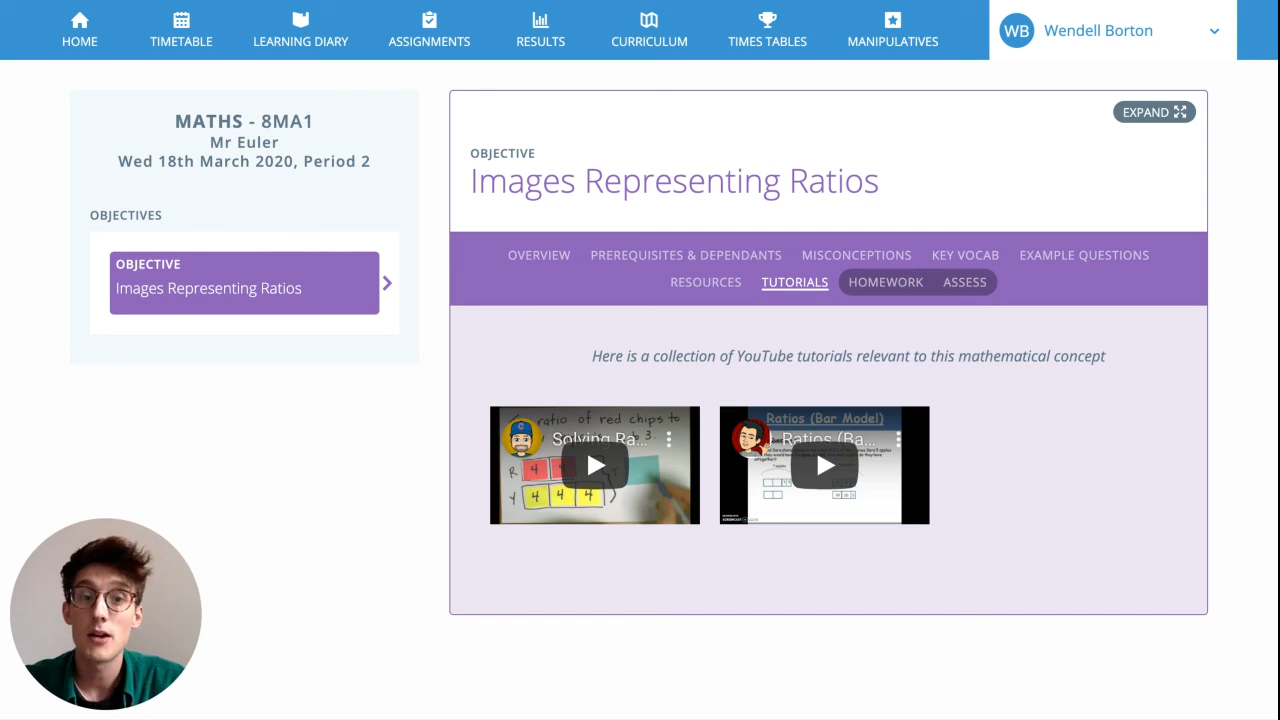 HOME
TIMETABLE
LEARNING DIARY
ASSIGNMENTS
RESULTS
CURRICULUM
TIMES TABLES
MANIPULATIVES
WB
Wendell Borton
MATHS - 8MA1
Mr Euler
Wed 18th March 2020, Period 2
OBJECTIVES
OBJECTIVE
Images Representing Ratios
EXPAND
OBJECTIVE
Images Representing Ratios
OVERVIEW PREREQUISITES & DEPENDANTS MISCONCEPTIONS KEY VOCAB EXAMPLE QUESTIONS
RESOURCES TUTORIALS HOMEWORK ASSESS
Here is a collection of YouTube tutorials relevant to this mathematical concept
ratio of red chips to
Solving Ra...
3.
R 4 4
Y 4 4 4
Ratios (Bar Model)
Ratios (Ba...